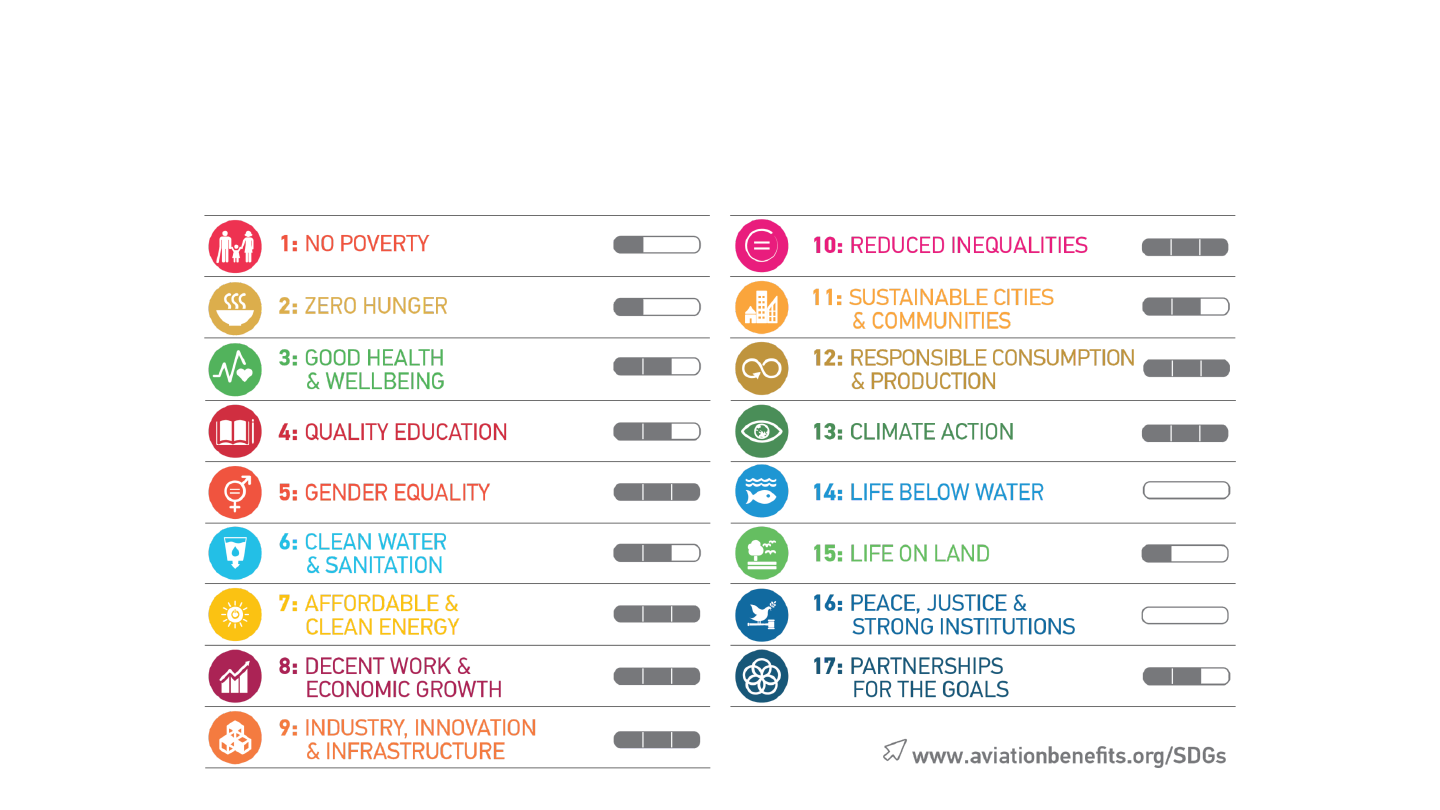 1: NO POVERTY
2: ZERO HUNGER
3: GOOD HEALTH
& WELLBEING
4: QUALITY EDUCATION
5: GENDER EQUALITY
6: CLEAN WATER
& SANITATION
7: AFFORDABLE &
CLEAN ENERGY
8: DECENT WORK &
ECONOMIC GROWTH
9: INDUSTRY, INNOVATION
& INFRASTRUCTURE
10: REDUCED INEQUALITIES
11: SUSTAINABLE CITIES
& COMMUNITIES
12: RESPONSIBLE CONSUMPTION
& PRODUCTION
13: CLIMATE ACTION
14: LIFE BELOW WATER
15: LIFE ON LAND
16: PEACE, JUSTICE &
STRONG INSTITUTIONS
17: PARTNERSHIPS
FOR THE GOALS
www.aviationbenefits.org/SDGs